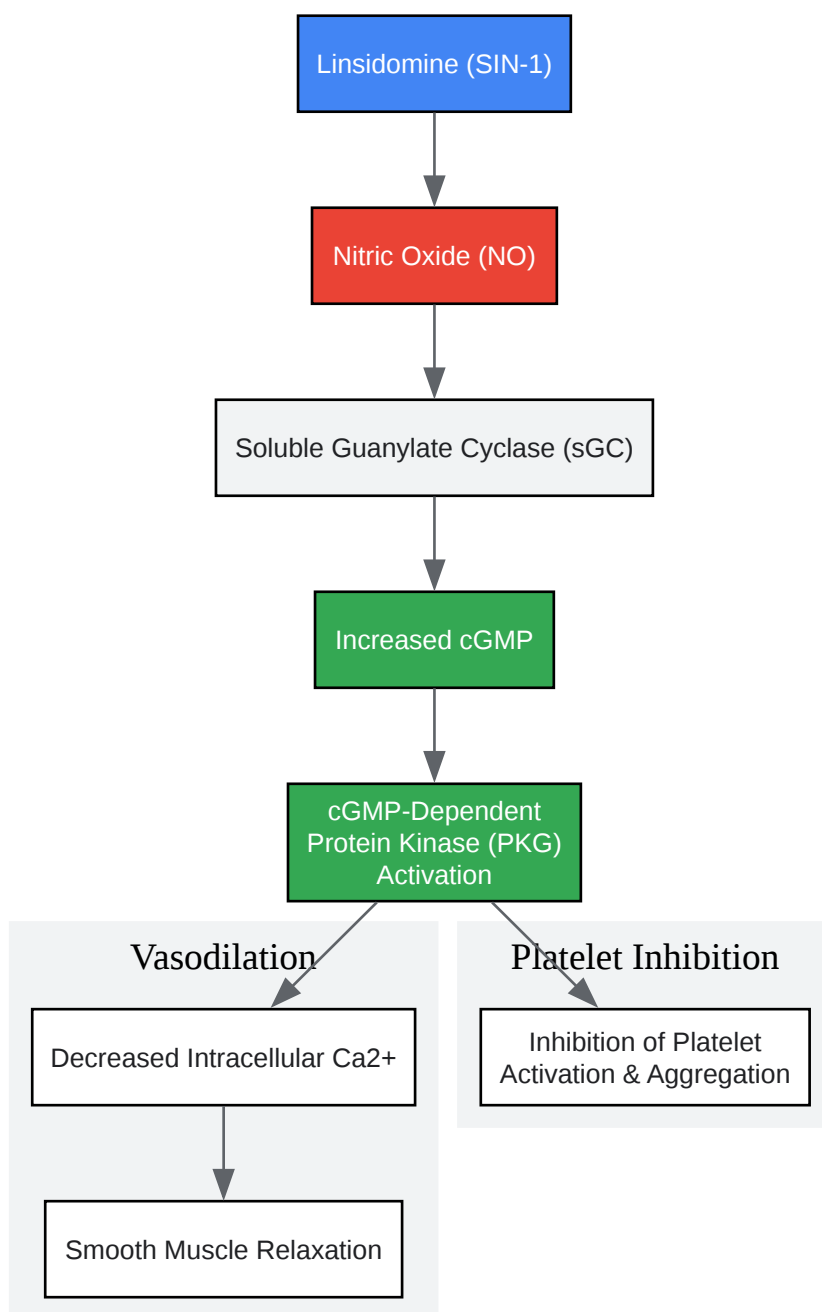 Linsidomine (SIN-1)
Nitric Oxide (NO)
Soluble Guanylate Cyclase (sGC)
Increased cGMP
cGMP-Dependent
Protein Kinase (PKG)
Activation
Vasodilation
Platelet Inhibition
Decreased Intracellular Ca2+
Inhibition of Platelet
Activation & Aggregation
Smooth Muscle Relaxation